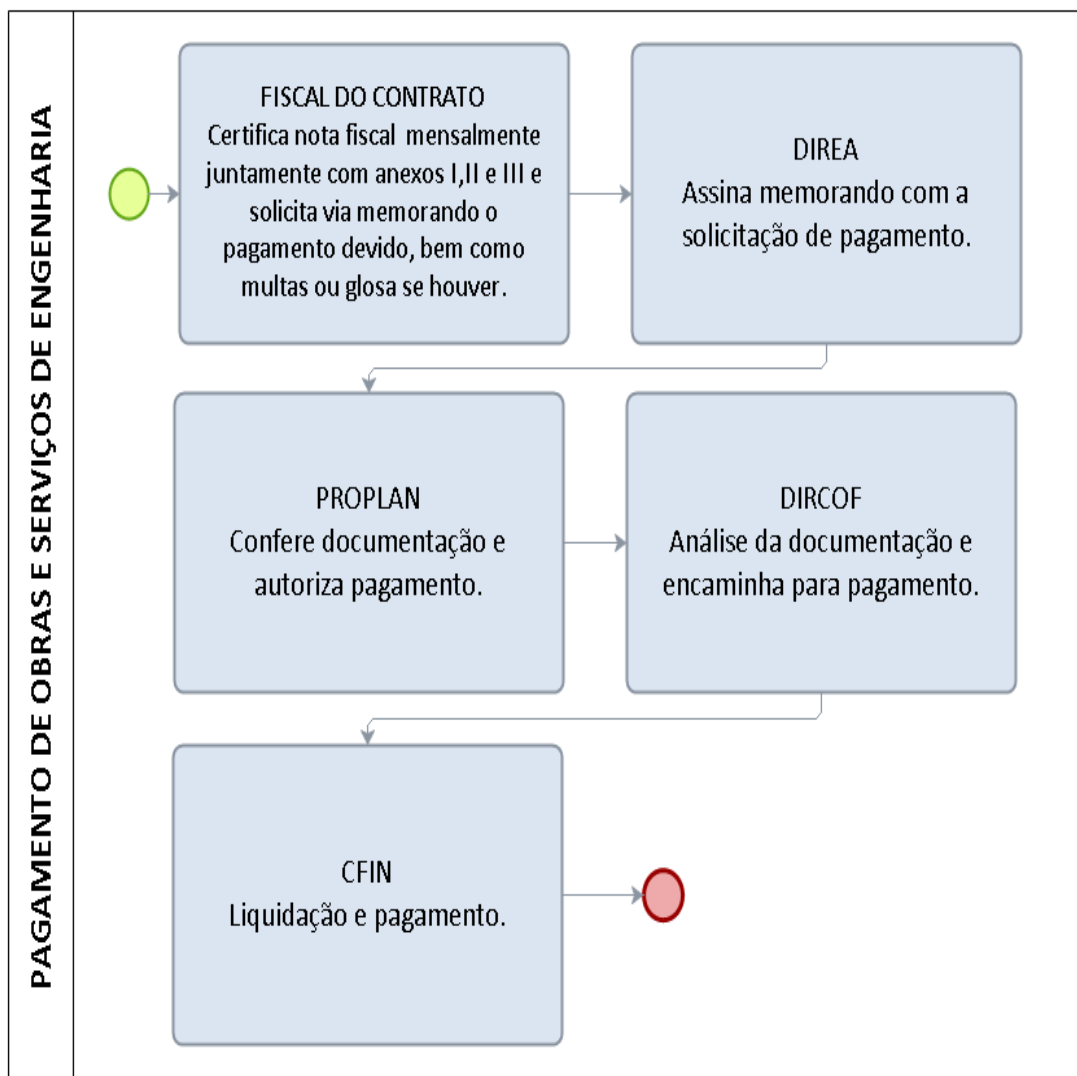 PAGAMENTO DE OBRAS E SERVIÇOS DE ENGENHARIA
FISCAL DO CONTRATO
Certifica nota fiscal mensalmente
juntamente com anexos I,II e III e
solicita via memorando o
pagamento devido, bem como
multas ou glosa se houver.
DIREA
Assina memorando com a
solicitação de pagamento.
PROPLAN
Confere documentação e
autoriza pagamento.
DIRCOF
Análise da documentação e
encaminha para pagamento.
CFIN
Liquidação e pagamento.